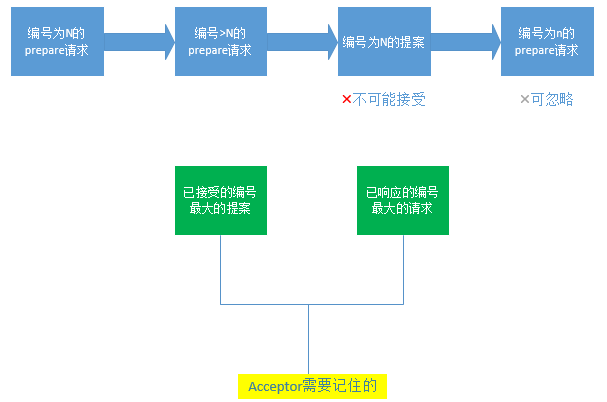 编号为N的
prepare请求
编号>N的
prepare请求
编号为N的提案
编号为n的
prepare请求
×不可能接受
×可忽略
已接受的编号
最大的提案
已响应的编号
最大的请求
Acceptor需要记住的